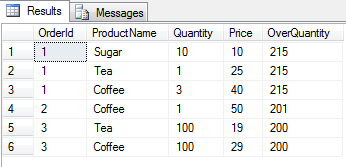 Results Messages
OrderId ProductName Quantity Price OverQuantity
1 1 Sugar 10 10 215
2 1 Tea 1 25 215
3 1 Coffee 3 40 215
4 2 Coffee 1 50 201
5 3 Tea 100 19 200
6 3 Coffee 100 29 200